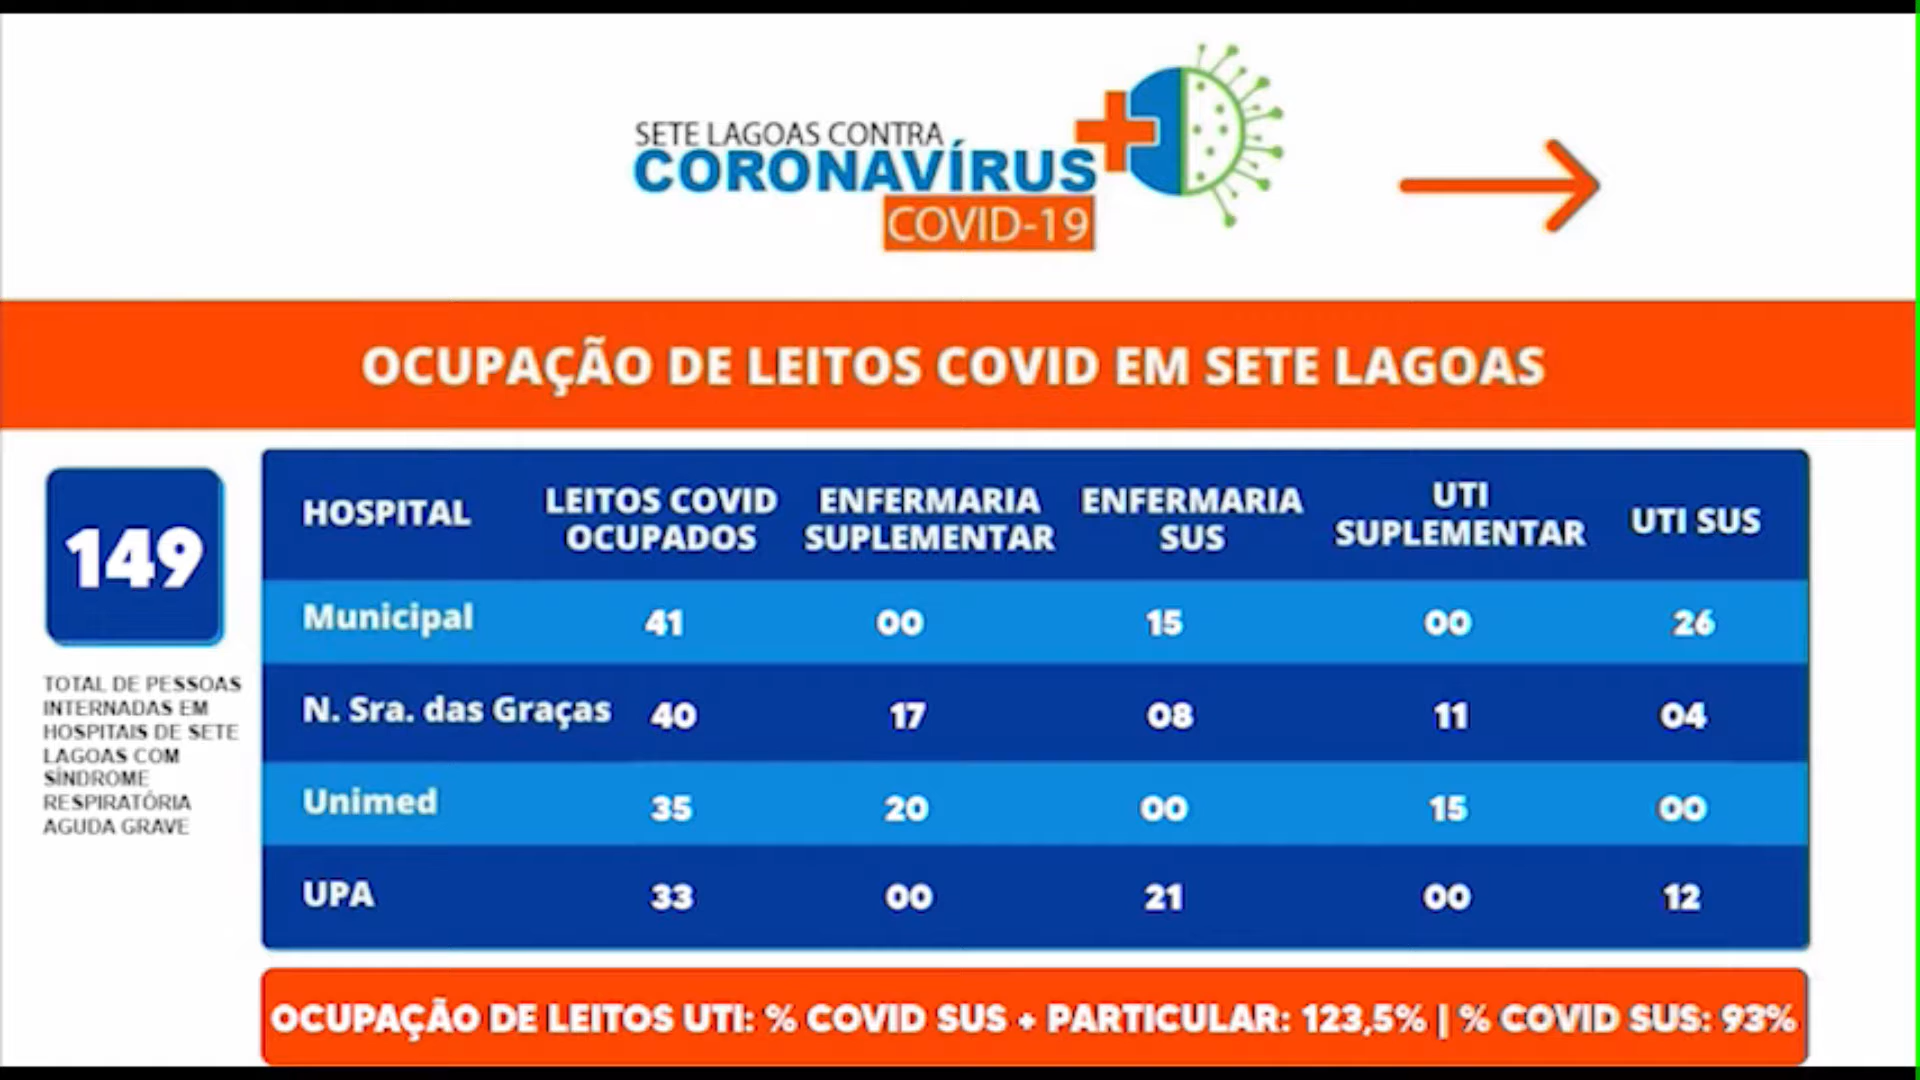 SETE LAGOAS CONTRA
CORONAVÍRUS
COVID-19
OCUPAÇÃO DE LEITOS COVID EM SETE LAGOAS
149
TOTAL DE PESSOAS
INTERNADAS EM
HOSPITAIS DE SETE
LAGOAS COM
SÍNDROME
RESPIRATÓRIA
AGUDA GRAVE
HOSPITAL LEITOS COVID OCUPADOS ENFERMARIA SUPLEMENTAR ENFERMARIA SUS UTI SUPLEMENTAR UTI SUS
Municipal 41 00 15 00 26
N. Sra. das Graças 40 17 08 11 04
Unimed 35 20 00 15 00
UPA 33 00 21 00 12
OCUPAÇÃO DE LEITOS UTI: % COVID SUS + PARTICULAR: 123,5% | % COVID SUS: 93%